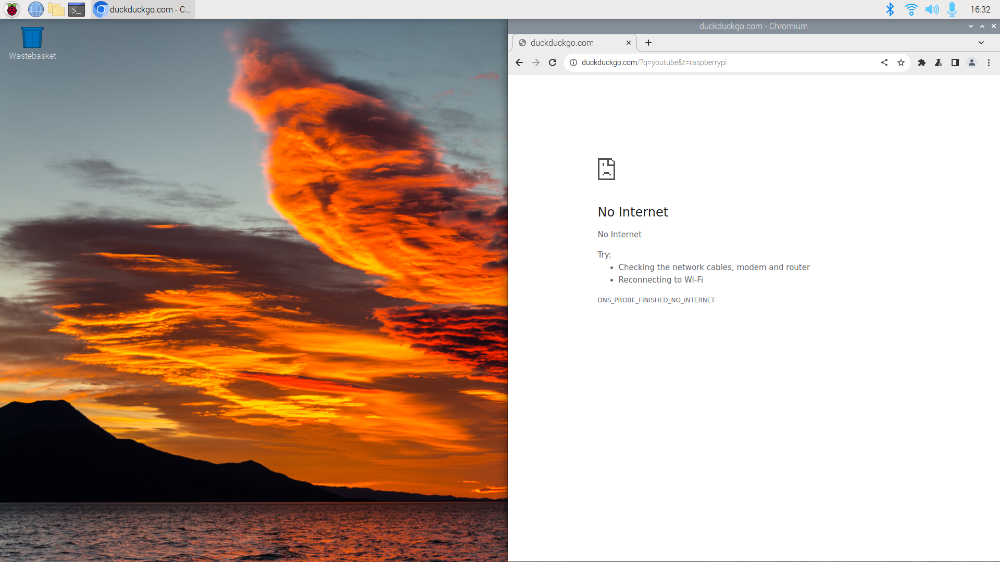 duckduckgo.com - C...
16:32
Wastebasket
duckduckgo.com - Chromium
duckduckgo.com
duckduckgo.com/?q=youtube&t=raspberrypi
No Internet
No Internet
Try:
• Checking the network cables, modem and router
• Reconnecting to Wi-Fi
DNS_PROBE_FINISHED_NO_INTERNET